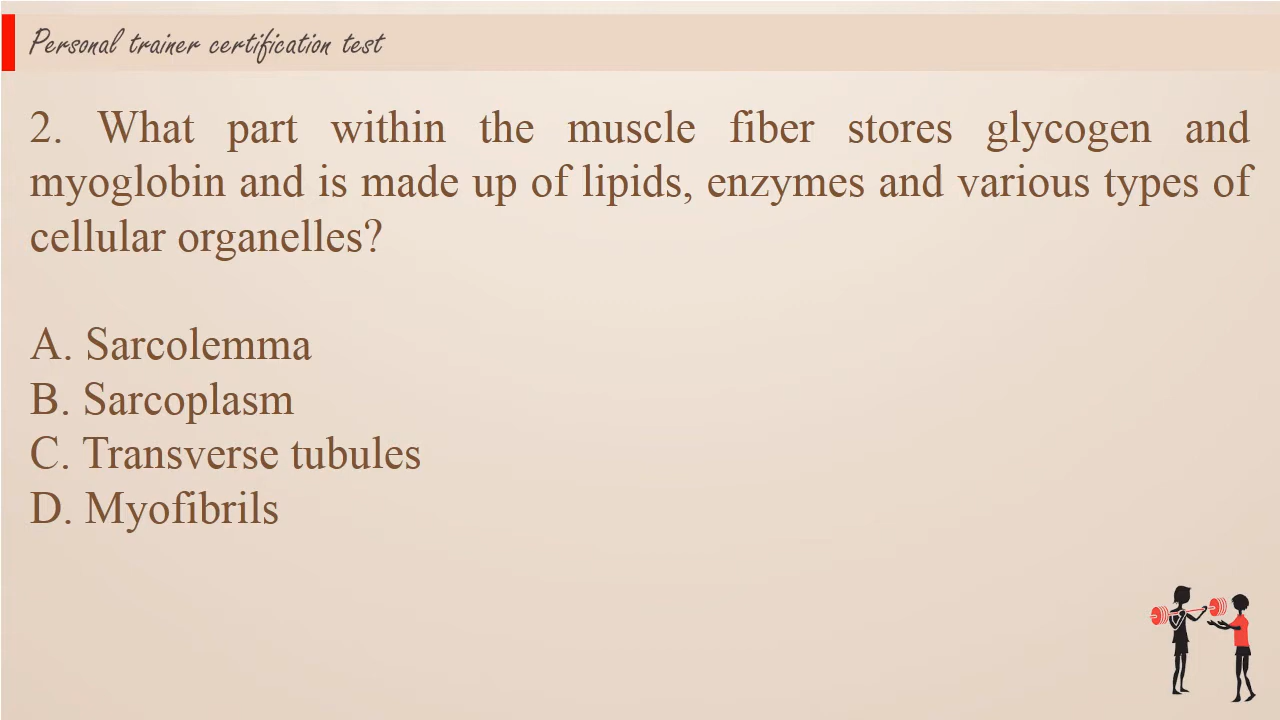 Personal trainer certification test
2. What part within the muscle fiber stores glycogen and
myoglobin and is made up of lipids, enzymes and various types of
cellular organelles?
A. Sarcolemma
B. Sarcoplasm
C. Transverse tubules
D. Myofibrils